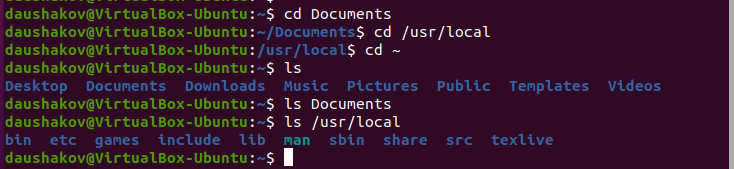 daushakov@VirtualBox-Ubuntu:~$ cd Documents
daushakov@VirtualBox-Ubuntu:~/Documents$ cd /usr/local
daushakov@VirtualBox-Ubuntu:/usr/local$ cd ~
daushakov@VirtualBox-Ubuntu:~$ ls
Desktop  Documents  Downloads  Music  Pictures  Public  Templates  Videos
daushakov@VirtualBox-Ubuntu:~$ ls Documents
daushakov@VirtualBox-Ubuntu:~$ ls /usr/local
bin  etc  games  include  lib  man  sbin  share  src  texlive
daushakov@VirtualBox-Ubuntu:~$